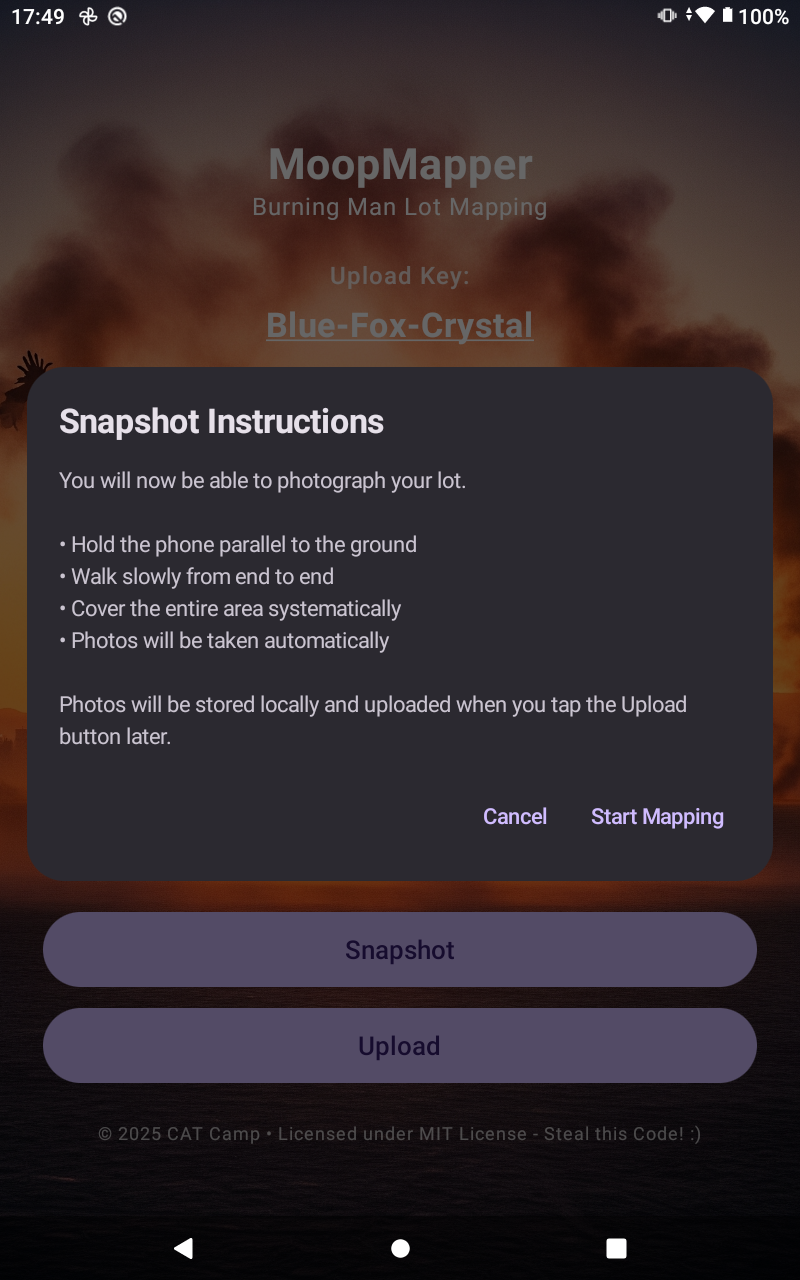 17:49 100%
MoopMapper
Burning Man Lot Mapping
Upload Key:
Blue-Fox-Crystal
Snapshot Instructions
You will now be able to photograph your lot.
• Hold the phone parallel to the ground
• Walk slowly from end to end
• Cover the entire area systematically
• Photos will be taken automatically
Photos will be stored locally and uploaded when you tap the Upload
button later.
Cancel Start Mapping
Snapshot
Upload
© 2025 CAT Camp • Licensed under MIT License - Steal this Code! :)